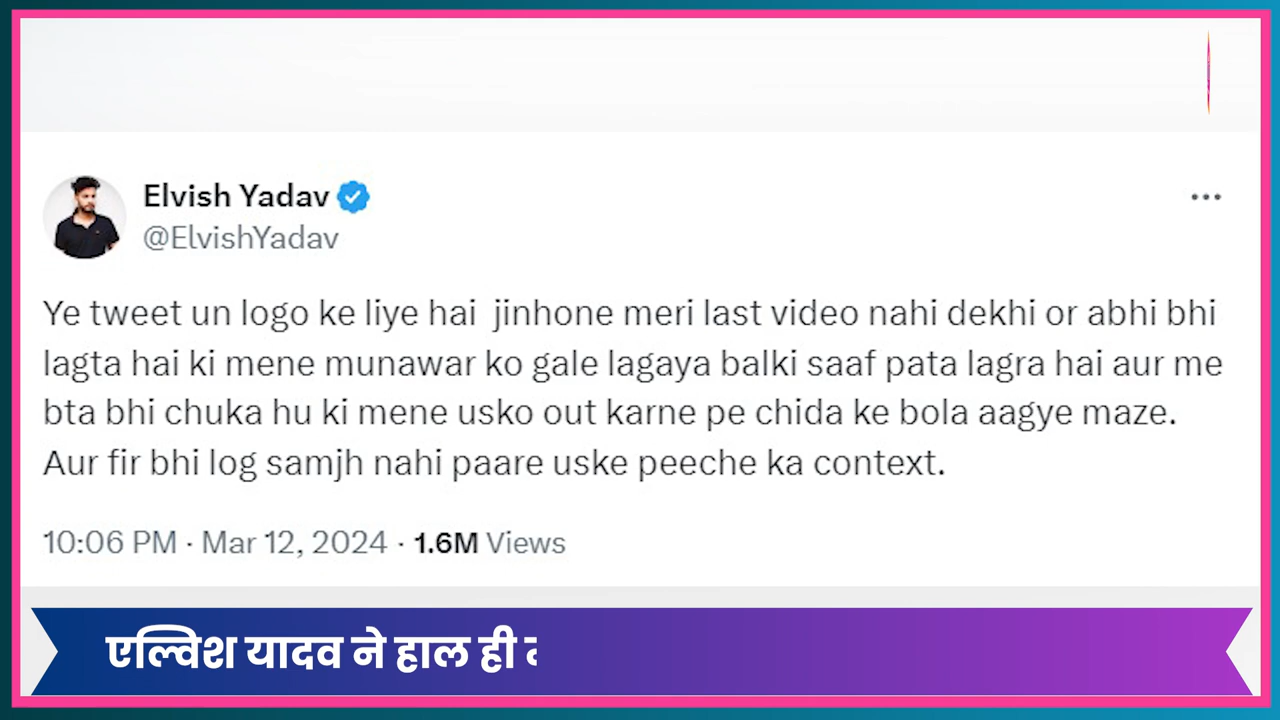 Elvish Yadav
@ElvishYadav
Ye tweet un logo ke liye hai jinhone meri last video nahi dekhi or abhi bhi
lagta hai ki mene munawar ko gale lagaya balki saaf pata lagra hai aur me
bta bhi chuka hu ki mene usko out karne pe chida ke bola aagye maze.
Aur fir bhi log samjh nahi paare uske peeche ka context.
10:06 PM · Mar 12, 2024 · 1.6M Views
एल्विश यादव ने हाल ही